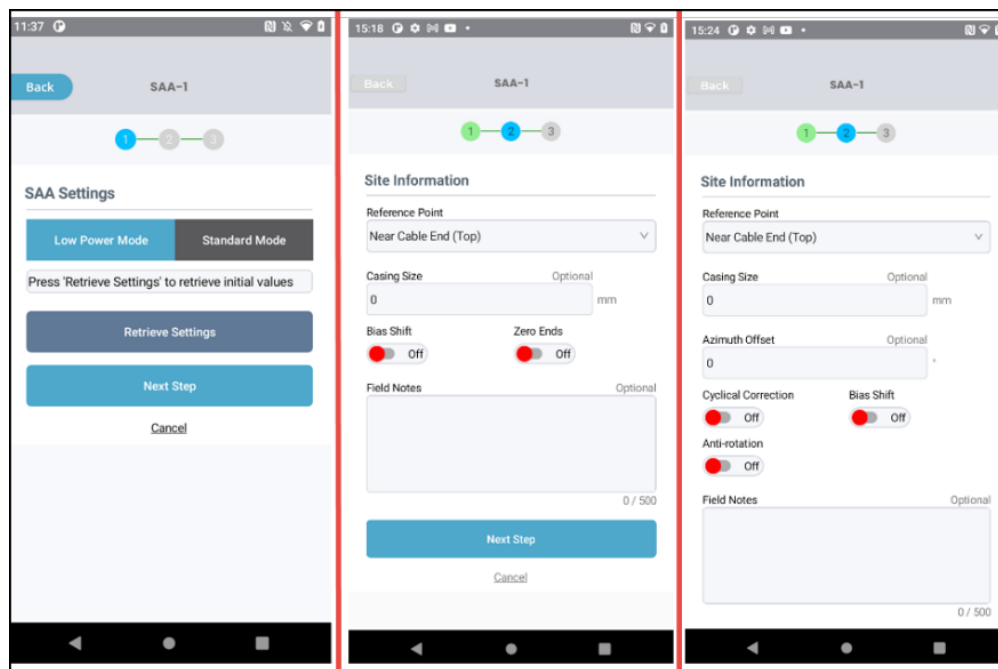 11:37
Back
SAA-1
1
2
3
SAA Settings
Low Power Mode
Standard Mode
Press 'Retrieve Settings' to retrieve initial values
Retrieve Settings
Next Step
Cancel
15:18
Back
SAA-1
1
2
3
Site Information
Reference Point
Near Cable End (Top)
Casing Size Optional
0 mm
Bias Shift Zero Ends
Off Off
Field Notes Optional
0 / 500
Next Step
Cancel
15:24
Back
SAA-1
1
2
3
Site Information
Reference Point
Near Cable End (Top)
Casing Size Optional
0 mm
Azimuth Offset Optional
0 °
Cyclical Correction Bias Shift
Off Off
Anti-rotation
Off
Field Notes Optional
0 / 500